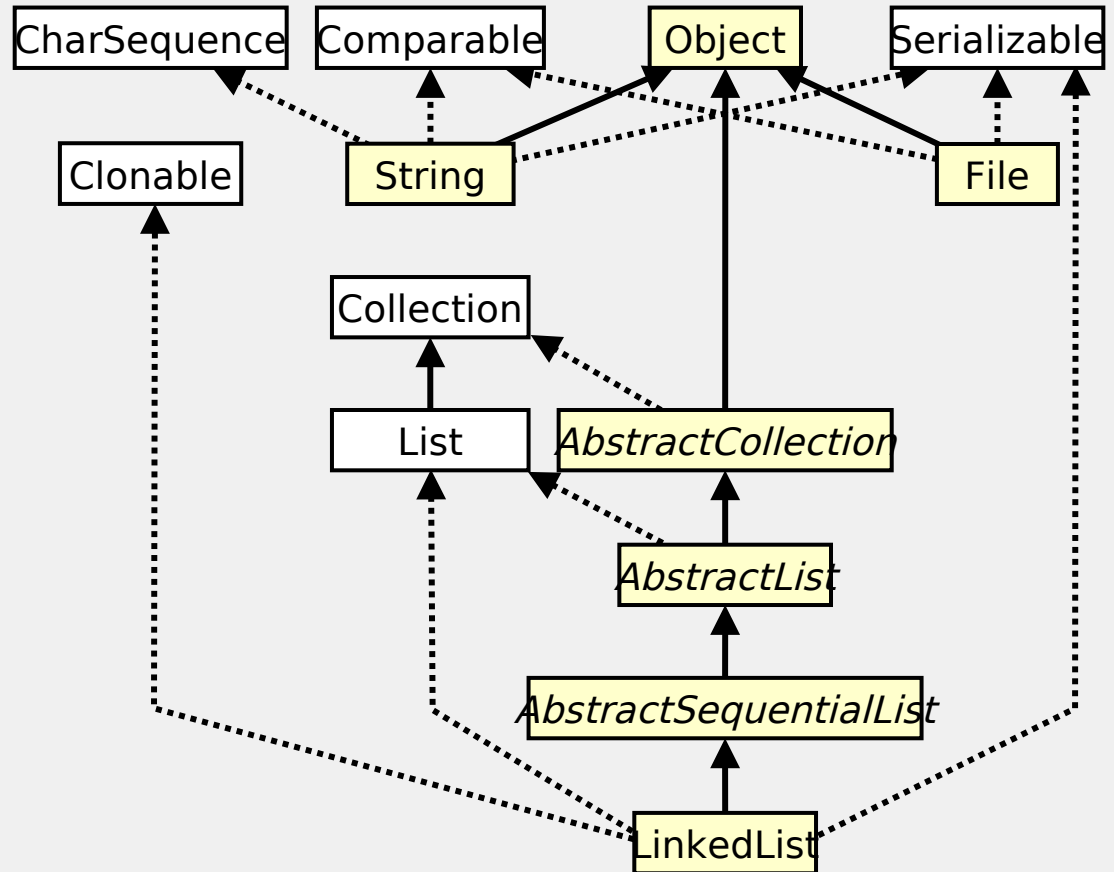 CharSequence
Comparable
Object
Serializable
Clonable
String
File
Collection
List
AbstractCollection
AbstractList
AbstractSequentialList
LinkedList